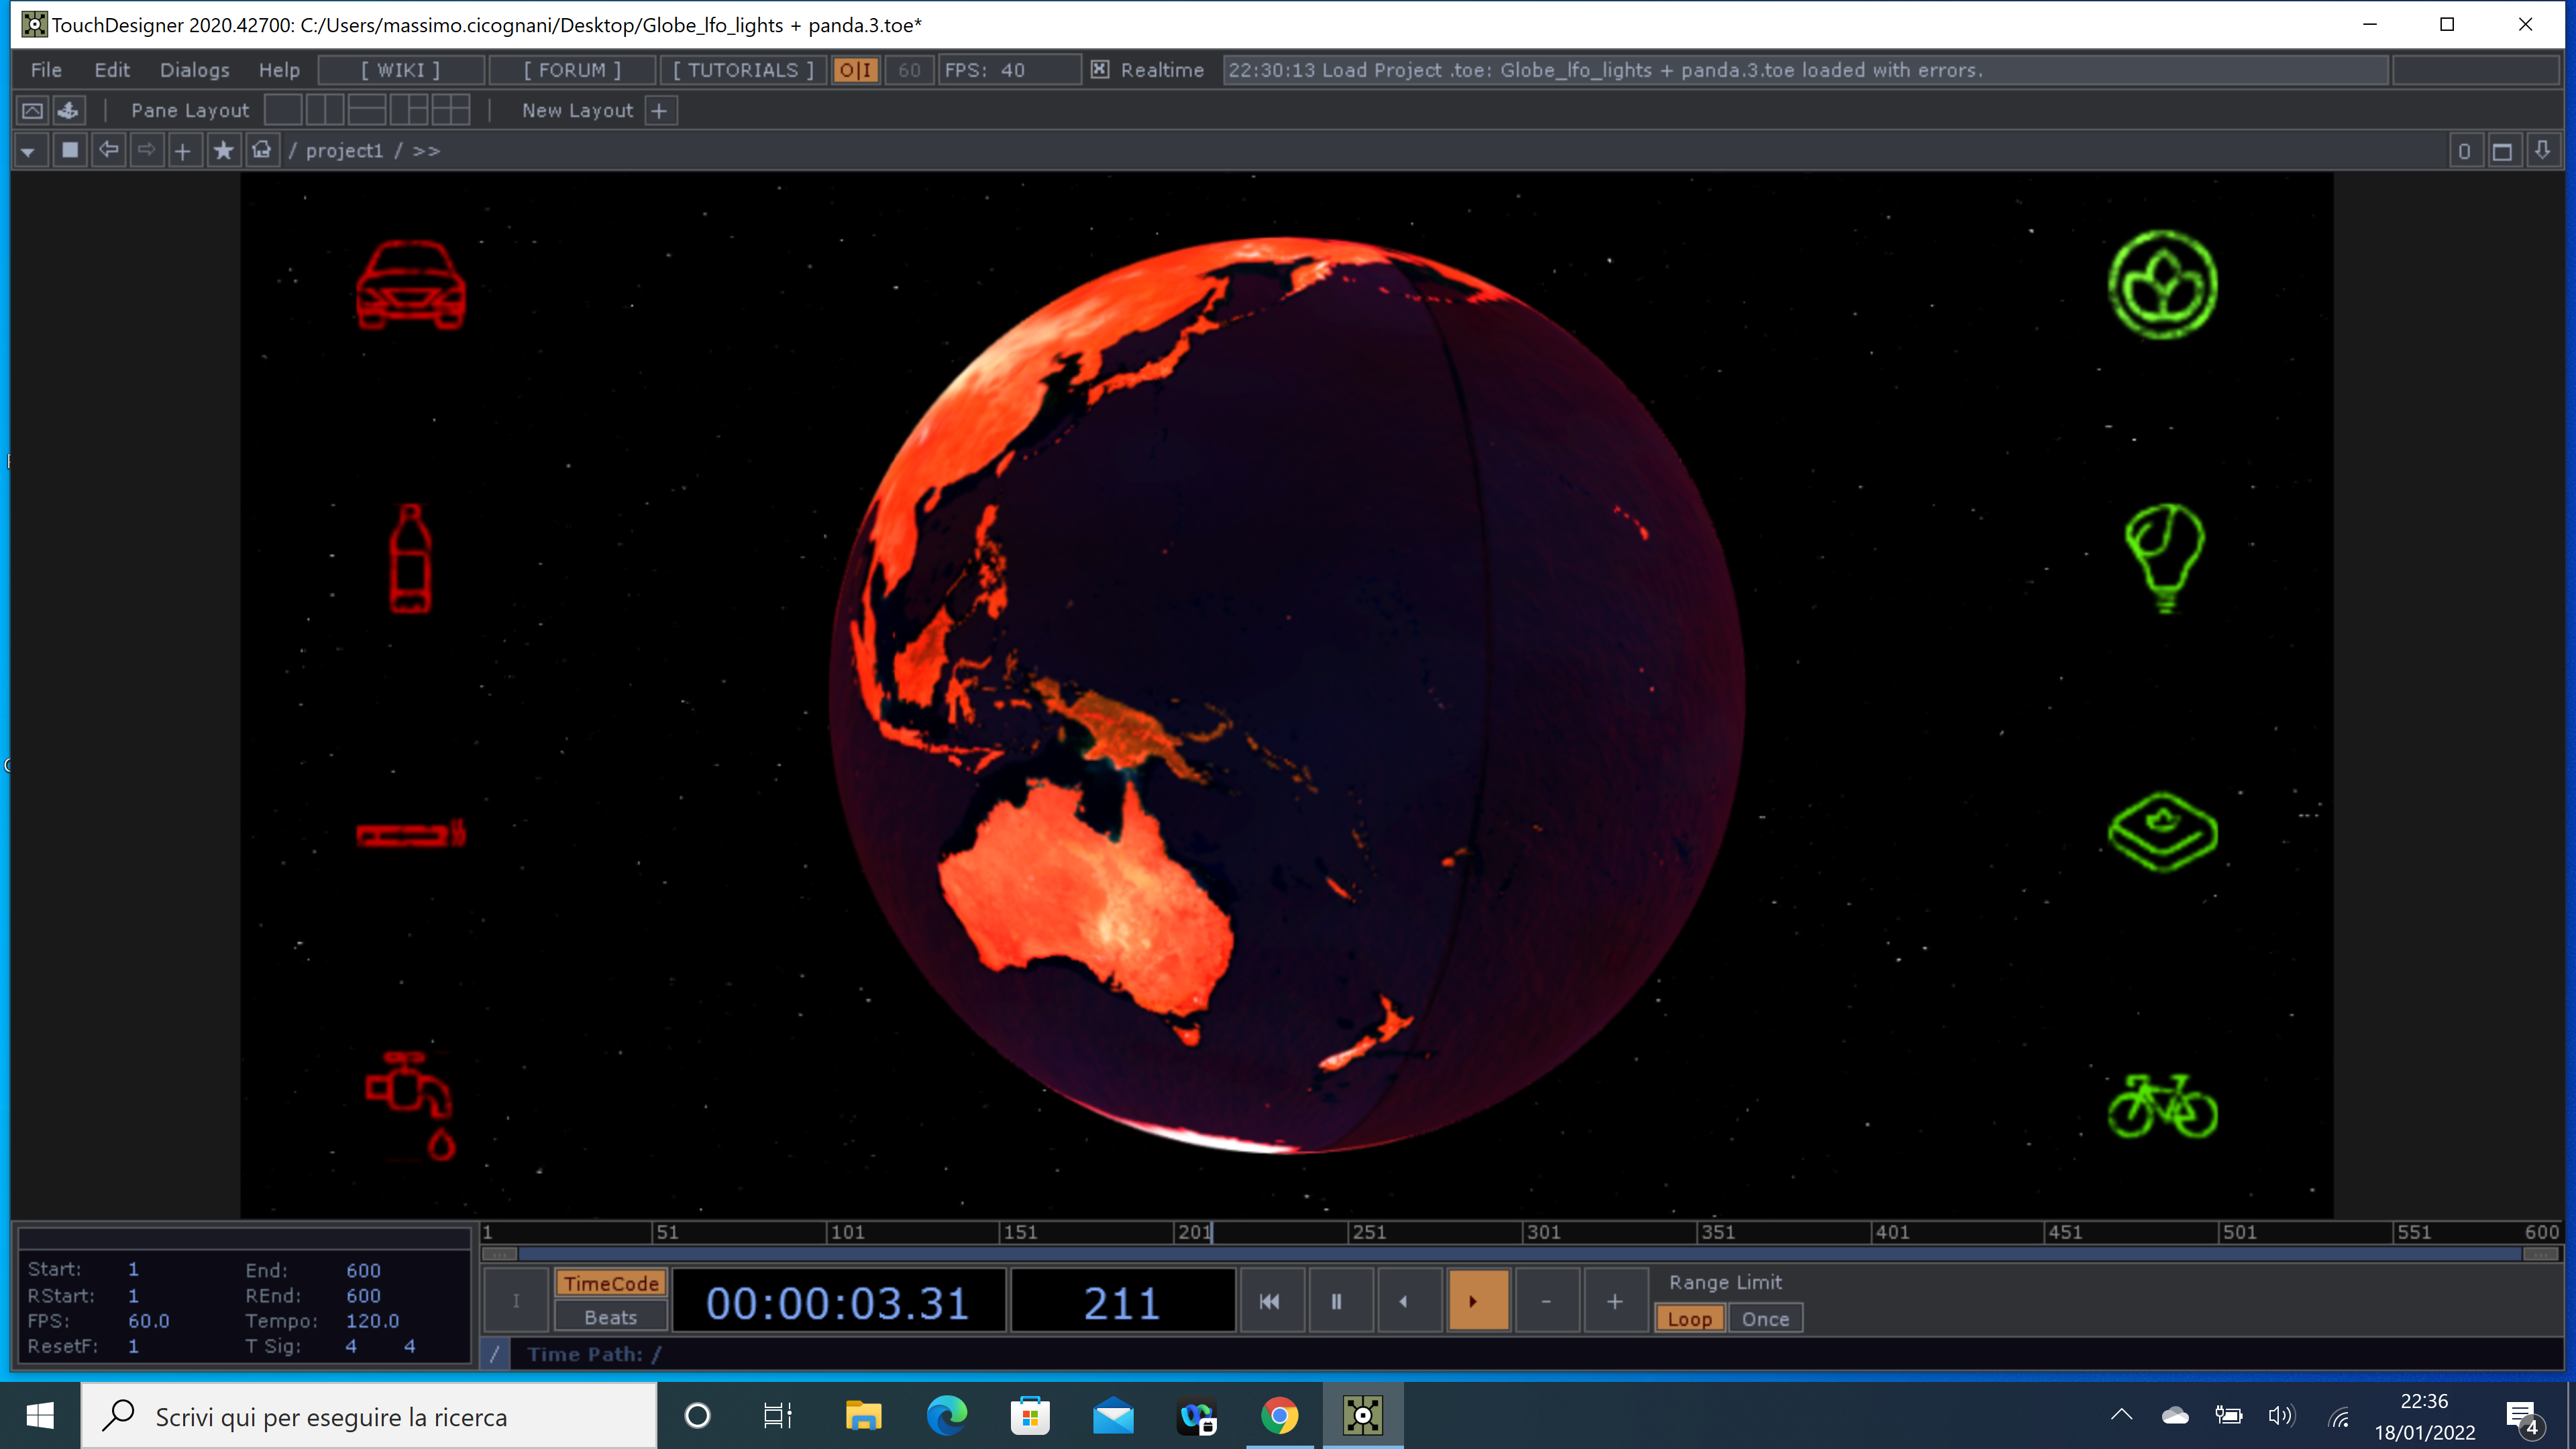 TouchDesigner 2020.42700: C:/Users/massimo.cicognani/Desktop/Globe_lfo_lights + panda.3.toe*
File Edit Dialogs Help [ WIKI ] [ FORUM ] [ TUTORIALS ] O|I 60 FPS: 40 Realtime 22:30:13 Load Project .toe: Globe_lfo_lights + panda.3.toe loaded with errors.
Pane Layout New Layout +
/ project1 / >> 0
1 51 101 151 201 251 301 351 401 451 501 551 600
Start: 1 End: 600
RStart: 1 REnd: 600
FPS: 60.0 Tempo: 120.0
ResetF: 1 T Sig: 4 4
I TimeCode Beats 00:00:03.31 211 - +
Range Limit
Loop Once
/ Time Path: /
Scrivi qui per eseguire la ricerca
22:36
18/01/2022
4